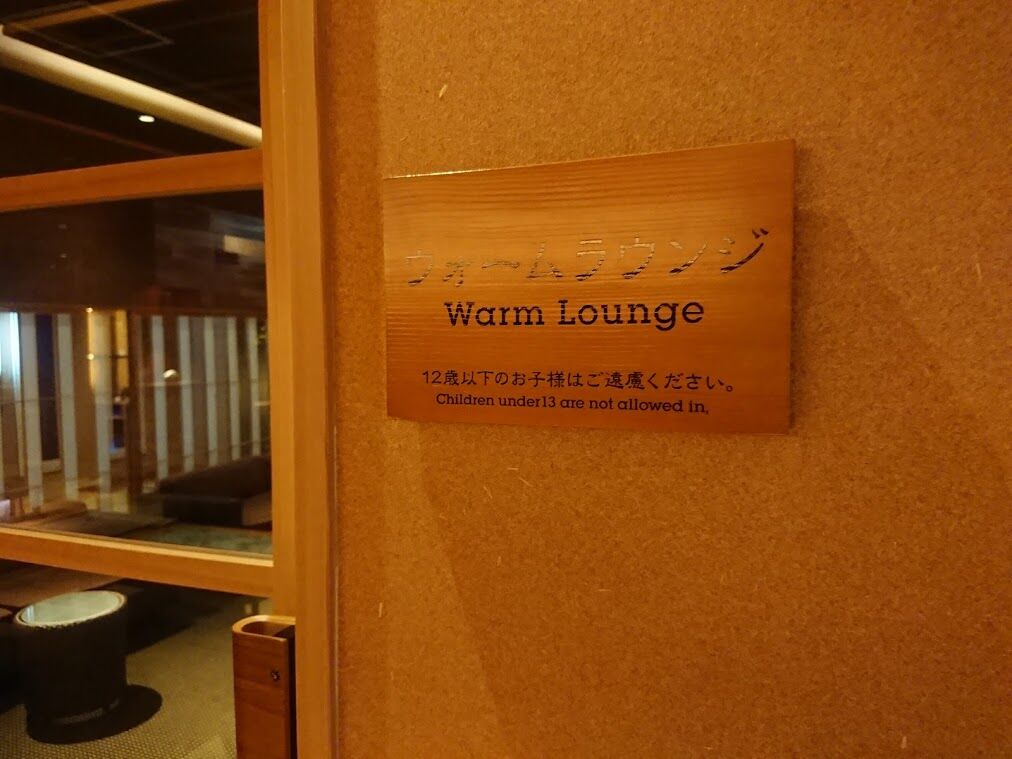 ウォームラウンジ
Warm Lounge
12歳以下のお子様はご遠慮ください。
Children under13 are not allowed in,